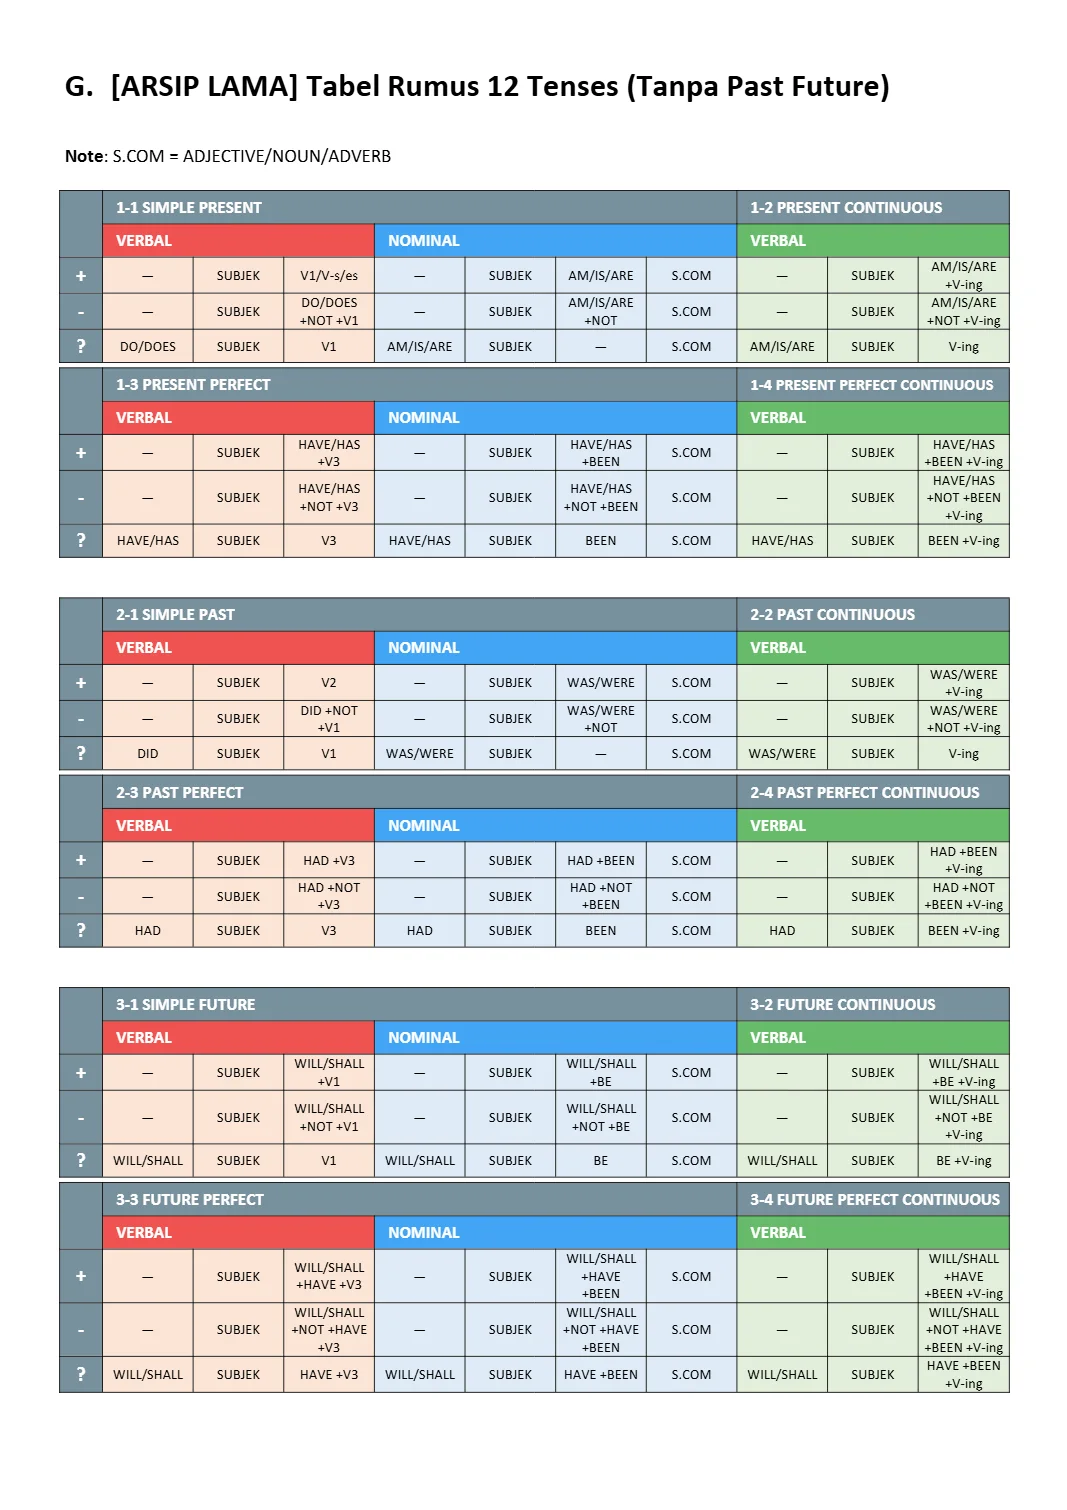 G. [ARSIP LAMA] Tabel Rumus 12 Tenses (Tanpa Past Future)
Note: S.COM = ADJECTIVE/NOUN/ADVERB
1-1 SIMPLE PRESENT 1-2 PRESENT CONTINUOUS
VERBAL NOMINAL VERBAL
+ — SUBJEK V1/V-s/es — SUBJEK AM/IS/ARE S.COM — SUBJEK AM/IS/ARE +V-ing
- — SUBJEK DO/DOES +NOT +V1 — SUBJEK AM/IS/ARE +NOT S.COM — SUBJEK AM/IS/ARE +NOT +V-ing
? DO/DOES SUBJEK V1 AM/IS/ARE SUBJEK — S.COM AM/IS/ARE SUBJEK V-ing
1-3 PRESENT PERFECT 1-4 PRESENT PERFECT CONTINUOUS
VERBAL NOMINAL VERBAL
+ — SUBJEK HAVE/HAS +V3 — SUBJEK HAVE/HAS +BEEN S.COM — SUBJEK HAVE/HAS +BEEN +V-ing
- — SUBJEK HAVE/HAS +NOT +V3 — SUBJEK HAVE/HAS +NOT +BEEN S.COM — SUBJEK HAVE/HAS +NOT +BEEN +V-ing
? HAVE/HAS SUBJEK V3 HAVE/HAS SUBJEK BEEN S.COM HAVE/HAS SUBJEK BEEN +V-ing
2-1 SIMPLE PAST 2-2 PAST CONTINUOUS
VERBAL NOMINAL VERBAL
+ — SUBJEK V2 — SUBJEK WAS/WERE S.COM — SUBJEK WAS/WERE +V-ing
- — SUBJEK DID +NOT +V1 — SUBJEK WAS/WERE +NOT S.COM — SUBJEK WAS/WERE +NOT +V-ing
? DID SUBJEK V1 WAS/WERE SUBJEK — S.COM WAS/WERE SUBJEK V-ing
2-3 PAST PERFECT 2-4 PAST PERFECT CONTINUOUS
VERBAL NOMINAL VERBAL
+ — SUBJEK HAD +V3 — SUBJEK HAD +BEEN S.COM — SUBJEK HAD +BEEN +V-ing
- — SUBJEK HAD +NOT +V3 — SUBJEK HAD +NOT +BEEN S.COM — SUBJEK HAD +NOT +BEEN +V-ing
? HAD SUBJEK V3 HAD SUBJEK BEEN S.COM HAD SUBJEK BEEN +V-ing
3-1 SIMPLE FUTURE 3-2 FUTURE CONTINUOUS
VERBAL NOMINAL VERBAL
+ — SUBJEK WILL/SHALL +V1 — SUBJEK WILL/SHALL +BE S.COM — SUBJEK WILL/SHALL +BE +V-ing
- — SUBJEK WILL/SHALL +NOT +V1 — SUBJEK WILL/SHALL +NOT +BE S.COM — SUBJEK WILL/SHALL +NOT +BE +V-ing
? WILL/SHALL SUBJEK V1 WILL/SHALL SUBJEK BE S.COM WILL/SHALL SUBJEK BE +V-ing
3-3 FUTURE PERFECT 3-4 FUTURE PERFECT CONTINUOUS
VERBAL NOMINAL VERBAL
+ — SUBJEK WILL/SHALL +HAVE +V3 — SUBJEK WILL/SHALL +HAVE +BEEN S.COM — SUBJEK WILL/SHALL +HAVE +BEEN +V-ing
- — SUBJEK WILL/SHALL +NOT +HAVE +V3 — SUBJEK WILL/SHALL +NOT +HAVE +BEEN S.COM — SUBJEK WILL/SHALL +NOT +HAVE +BEEN +V-ing
? WILL/SHALL SUBJEK HAVE +V3 WILL/SHALL SUBJEK HAVE +BEEN S.COM WILL/SHALL SUBJEK HAVE +BEEN +V-ing